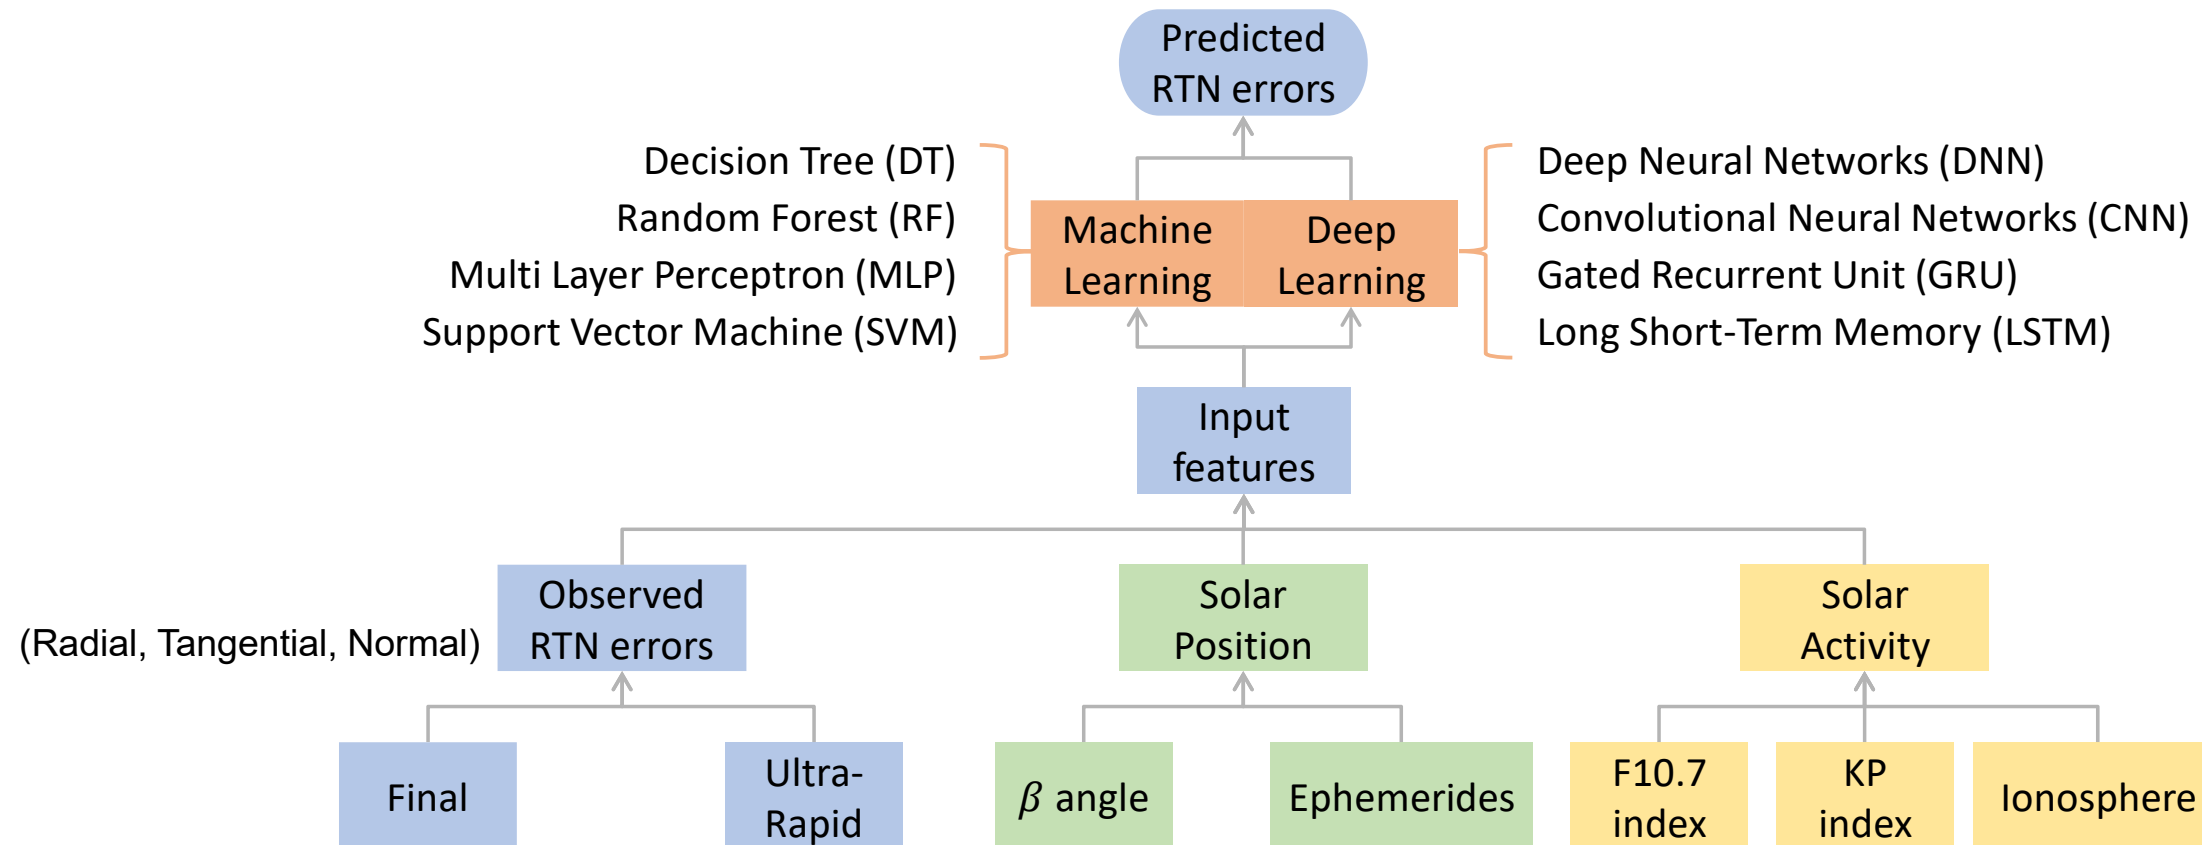 Predicted
RTN errors
Decision Tree (DT)
Random Forest (RF)
Multi Layer Perceptron (MLP)
Support Vector Machine (SVM)
Machine
Learning
Deep
Learning
Deep Neural Networks (DNN)
Convolutional Neural Networks (CNN)
Gated Recurrent Unit (GRU)
Long Short-Term Memory (LSTM)
Input
features
(Radial, Tangential, Normal)
Observed
RTN errors
Solar
Position
Solar
Activity
Final
Ultra-
Rapid
β angle
Ephemerides
F10.7
index
KP
index
Ionosphere